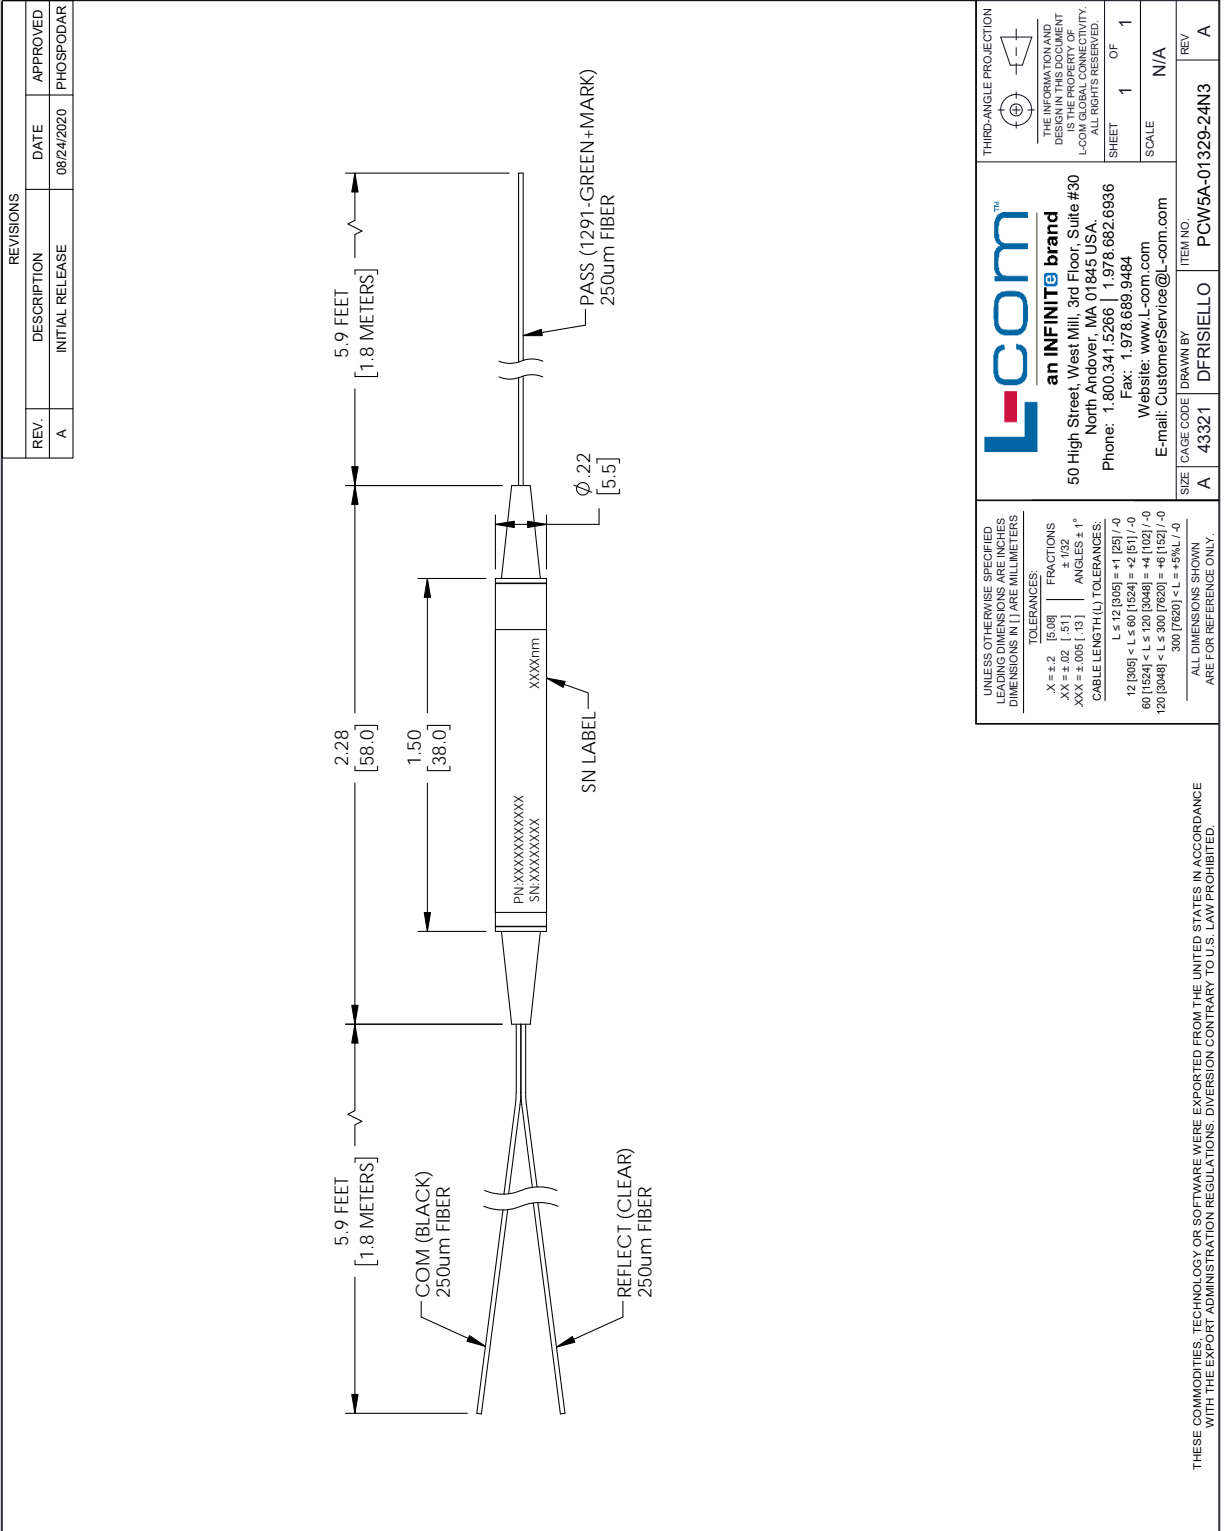 REVISIONS
REV.
DESCRIPTION
DATE
APPROVED
A
INITIAL RELEASE
08/24/2020
PHOSPODAR
5.9 FEET
[1.8 METERS]
2.28
[58.0]
5.9 FEET
[1.8 METERS]
1.50
[38.0]
COM (BLACK)
250um FIBER
PN:XXXXXXXXXXX
SN:XXXXXXXX
XXXXnm
Ø.22
[5.5]
PASS (1291-GREEN+MARK)
250um FIBER
REFLECT (CLEAR)
250um FIBER
SN LABEL
UNLESS OTHERWISE SPECIFIED
LEADING DIMENSIONS ARE INCHES
DIMENSIONS IN [ ] ARE MILLIMETERS
TOLERANCES:
.X = ± .2 [5.08]
.XX = ± .02 [ .51]
.XXX = ± .005 [ .13 ]
FRACTIONS
± 1/32
ANGLES ± 1°
CABLE LENGTH (L) TOLERANCES:
L ≤ 12 [305] = +1 [25] / -0
12 [305] < L ≤ 60 [1524] = +2 [51] / -0
60 [1524] < L ≤ 120 [3048] = +4 [102] / -0
120 [3048] < L ≤ 300 [7620] = +6 [152] / -0
300 [7620] < L = +5%L / -0
ALL DIMENSIONS SHOWN
ARE FOR REFERENCE ONLY.
L-com™
an INFINITe brand
50 High Street, West Mill, 3rd Floor, Suite #30
North Andover, MA 01845 USA.
Phone: 1.800.341.5266 | 1.978.682.6936
Fax: 1.978.689.9484
Website: www.L-com.com
E-mail: CustomerService@L-com.com
THIRD-ANGLE PROJECTION
THE INFORMATION AND
DESIGN IN THIS DOCUMENT
IS THE PROPERTY OF
L-COM GLOBAL CONNECTIVITY.
ALL RIGHTS RESERVED.
SHEET
1 OF 1
SCALE
N/A
SIZE
A
CAGE CODE
43321
DRAWN BY
DFRISIELLO
ITEM NO.
PCW5A-01329-24N3
REV
A
THESE COMMODITIES, TECHNOLOGY OR SOFTWARE WERE EXPORTED FROM THE UNITED STATES IN ACCORDANCE
WITH THE EXPORT ADMINISTRATION REGULATIONS. DIVERSION CONTRARY TO U.S. LAW PROHIBITED.